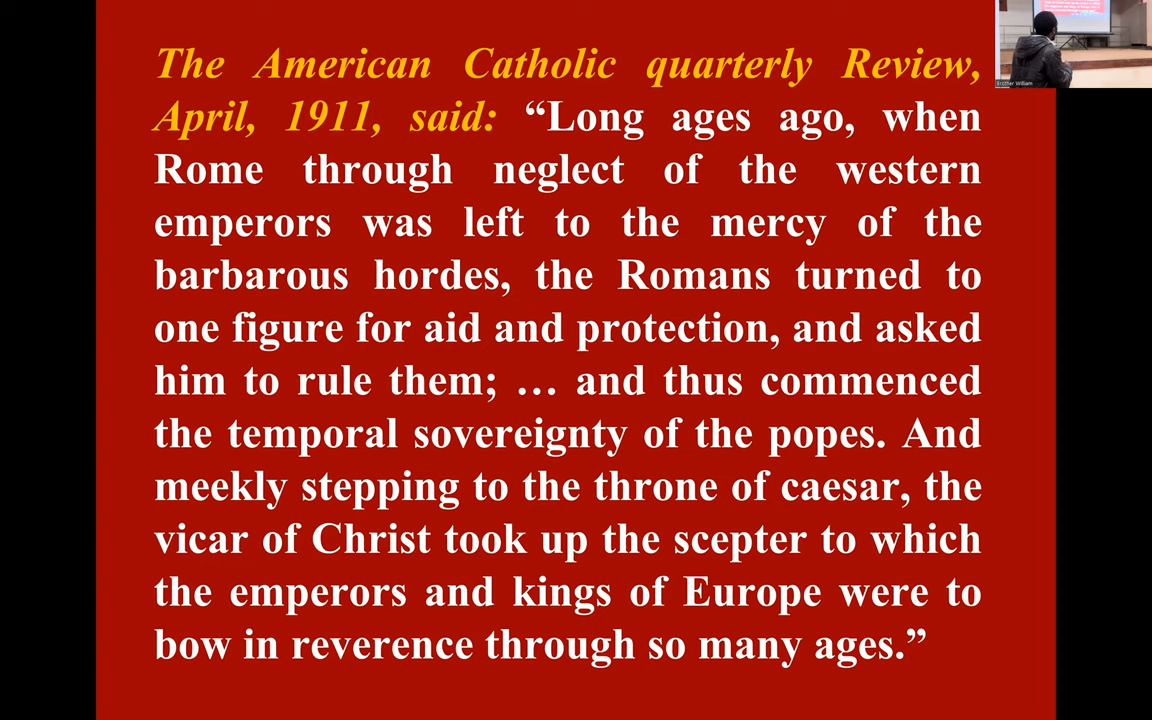 The American Catholic quarterly Review,
April, 1911, said: “Long ages ago, when
Rome through neglect of the western
emperors was left to the mercy of the
barbarous hordes, the Romans turned to
one figure for aid and protection, and asked
him to rule them; … and thus commenced
the temporal sovereignty of the popes. And
meekly stepping to the throne of caesar, the
vicar of Christ took up the scepter to which
the emperors and kings of Europe were to
bow in reverence through so many ages.”
Brother William